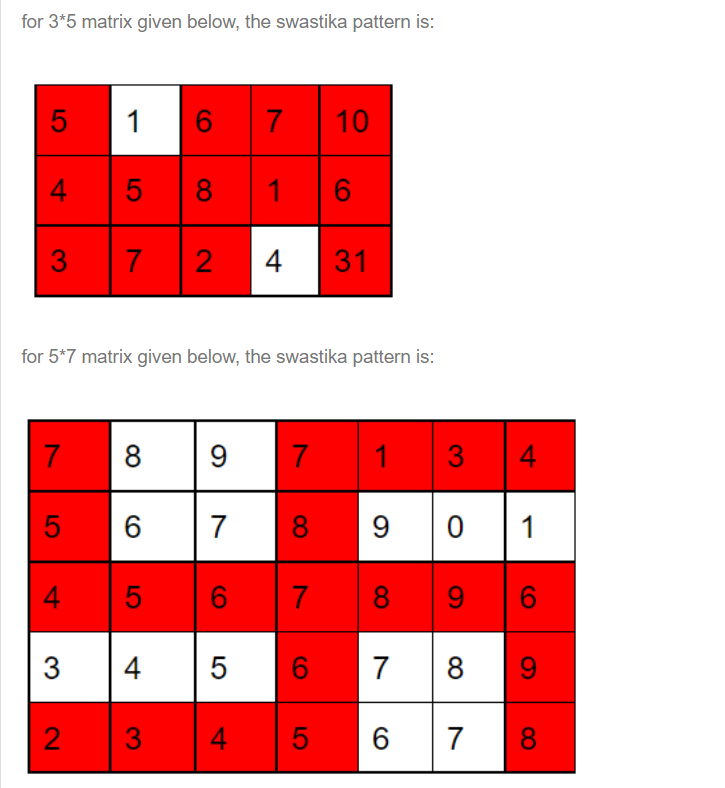 for 3*5 matrix given below, the swastika pattern is:
5 1 6 7 10
4 5 8 1 6
3 7 2 4 31
for 5*7 matrix given below, the swastika pattern is:
7 8 9 7 1 3 4
5 6 7 8 9 0 1
4 5 6 7 8 9 6
3 4 5 6 7 8 9
2 3 4 5 6 7 8